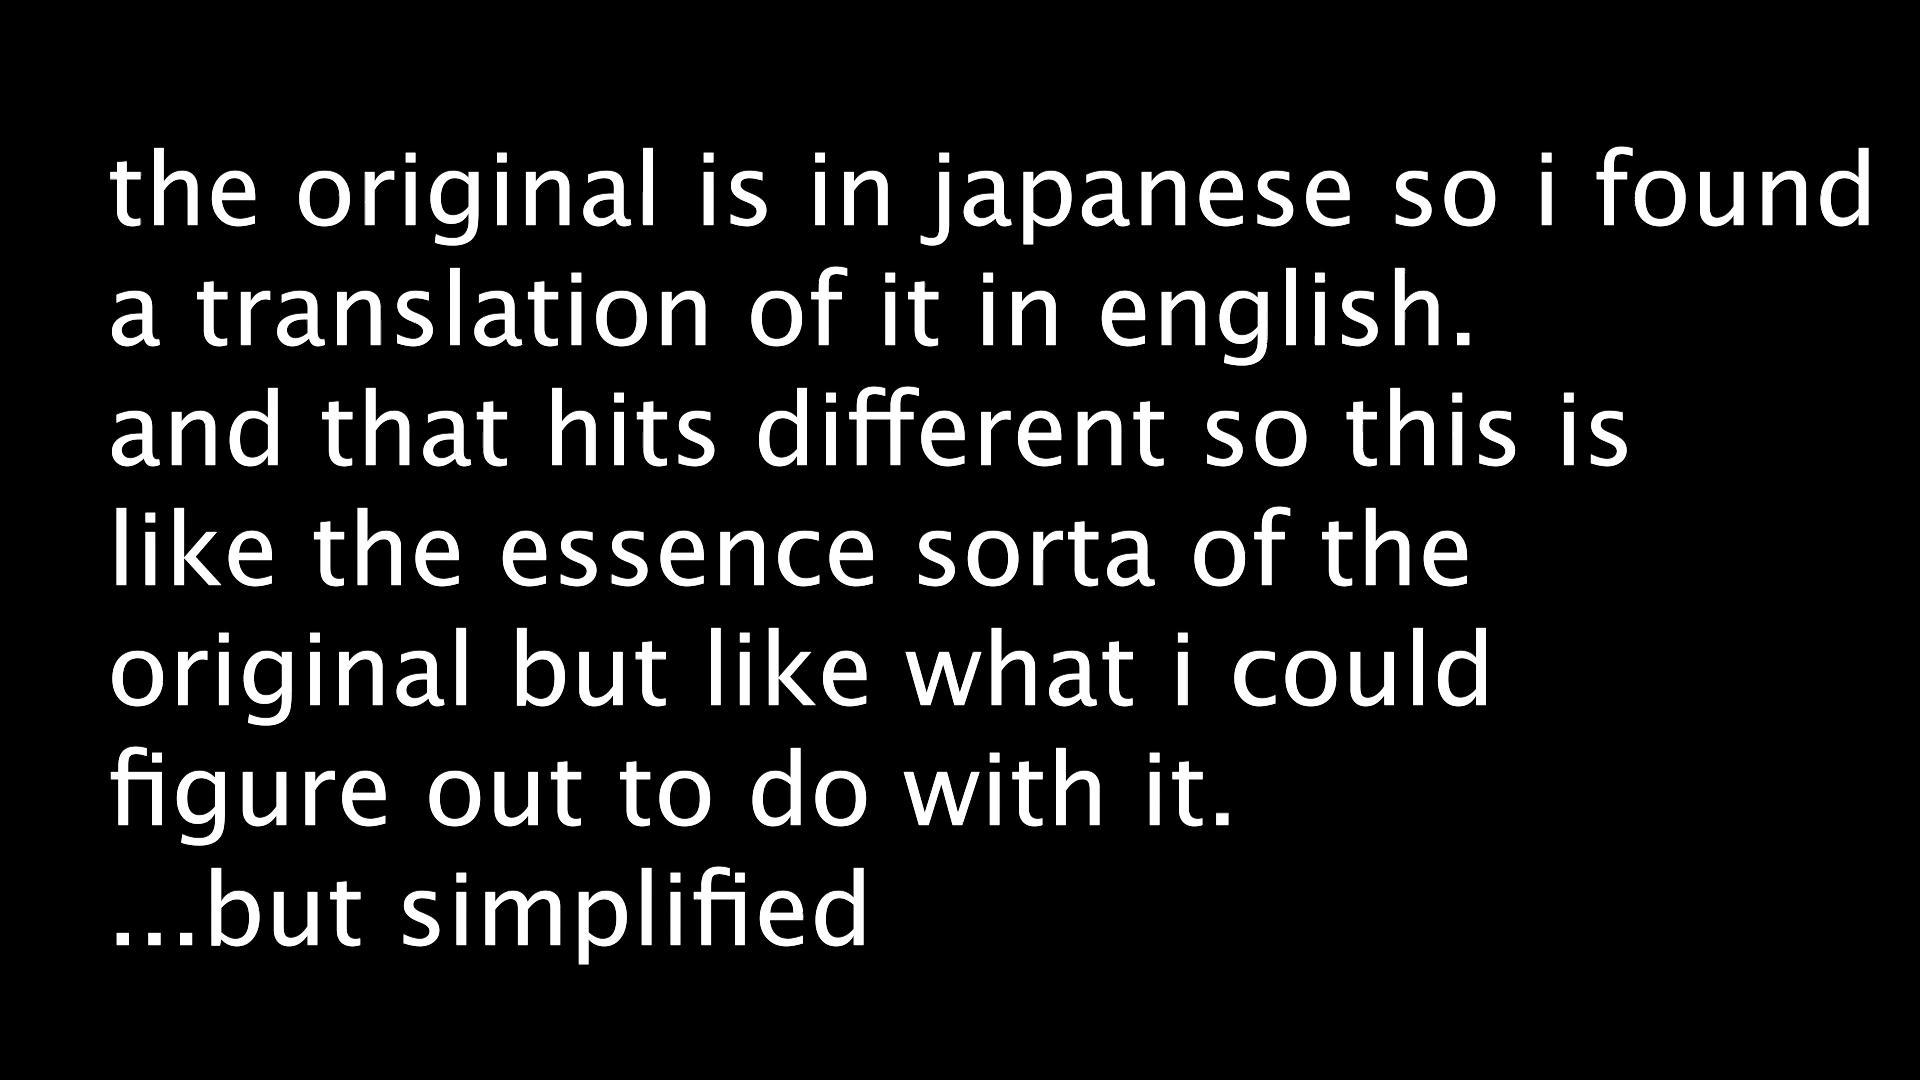 the original is in japanese so i found
a translation of it in english.
and that hits different so this is
like the essence sorta of the
original but like what i could
figure out to do with it.
...but simplified